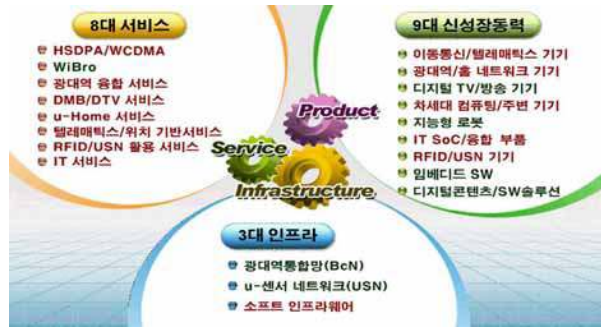 8대 서비스
HSDPA/WCDMA
WiBro
광대역 융합 서비스
DMB/DTV 서비스
u-Home 서비스
텔레매틱스/위치 기반서비스
RFID/USN 활용 서비스
IT 서비스
9대 신성장동력
이동통신/텔레매틱스 기기
광대역/홈 네트워크 기기
디지털 TV/방송 기기
차세대 컴퓨팅/주변 기기
지능형 로봇
IT SoC/융합 부품
RFID/USN 기기
임베디드 SW
디지털콘텐츠/SW솔루션
Product
Service
Infrastructure
3대 인프라
광대역통합망(BcN)
u-센서 네트워크(USN)
소프트 인프라웨어